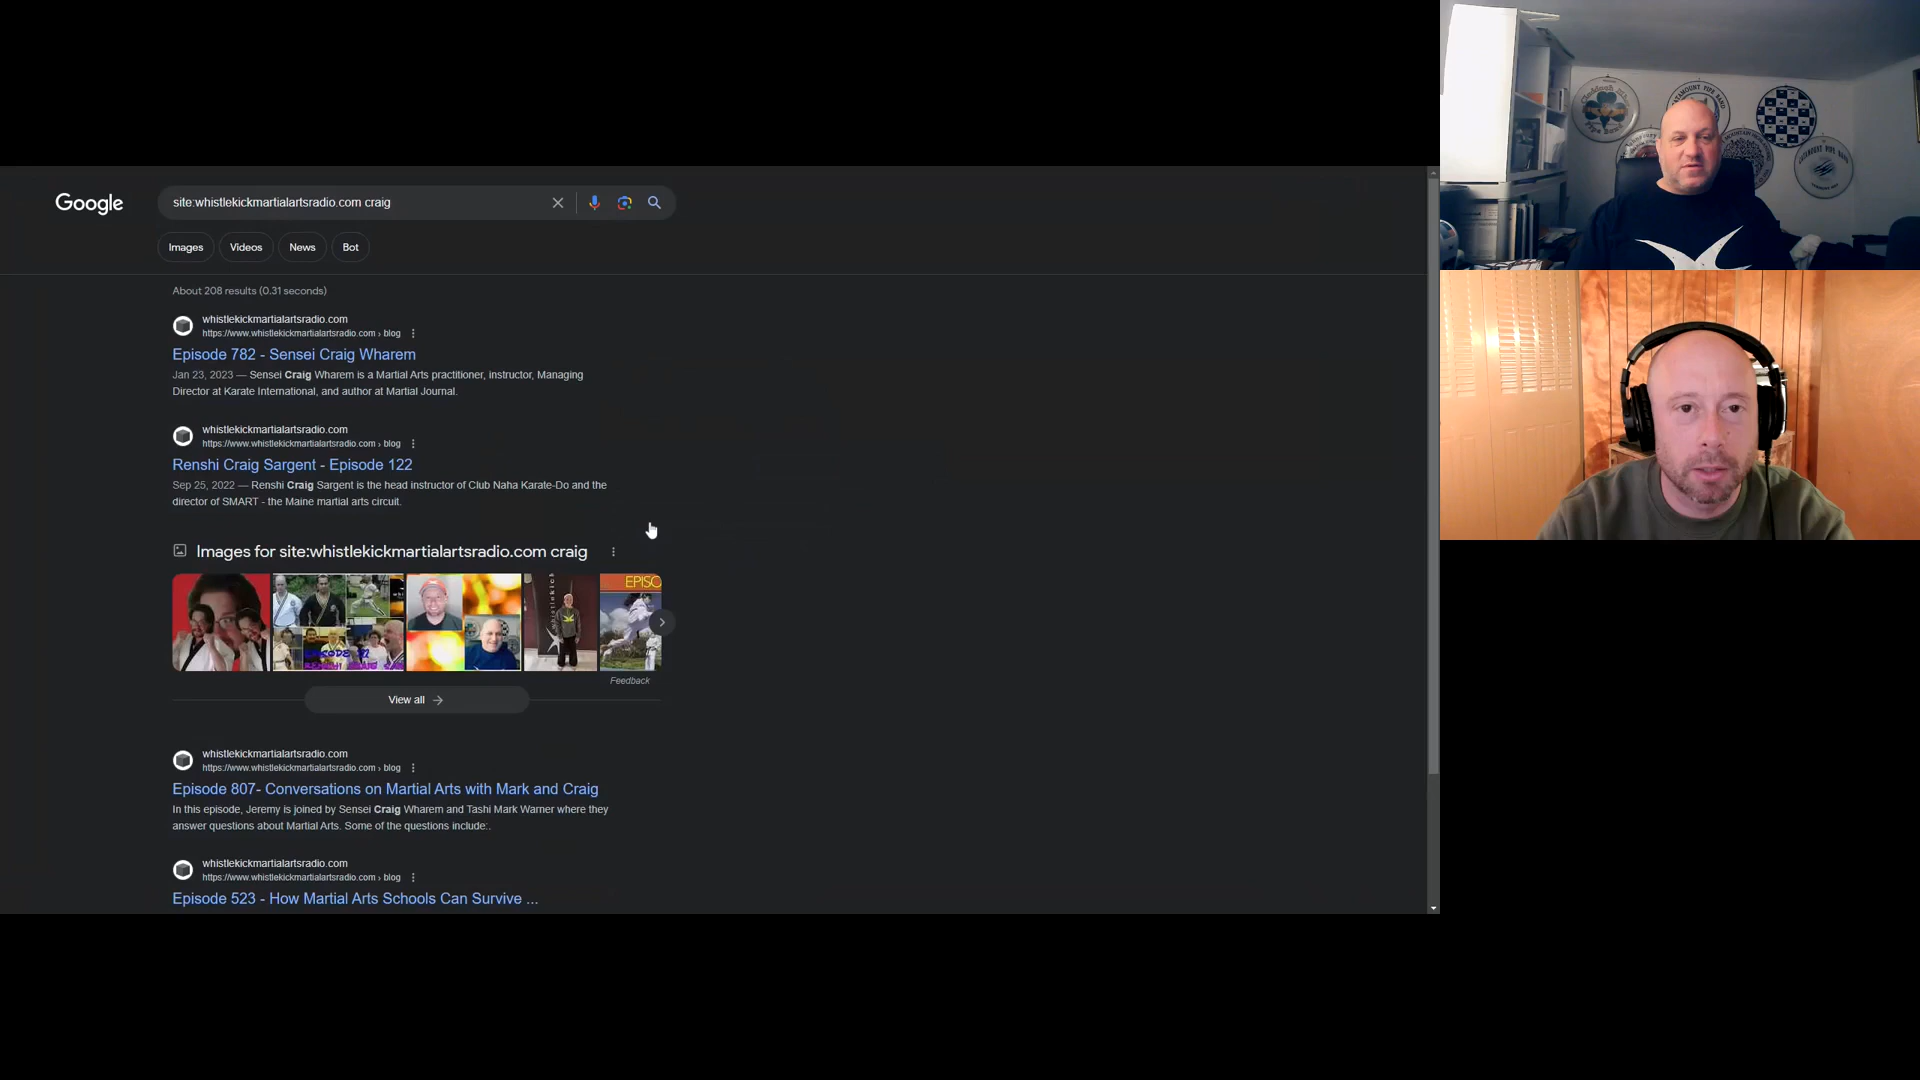 Google
site:whistlekickmartialartsradio.com craig
Images
Videos
News
Bot
About 208 results (0.31 seconds)
whistlekickmartialartsradio.com
https://www.whistlekickmartialartsradio.com › blog
Episode 782 - Sensei Craig Wharem
Jan 23, 2023 — Sensei Craig Wharem is a Martial Arts practitioner, instructor, Managing
Director at Karate International, and author at Martial Journal.
whistlekickmartialartsradio.com
https://www.whistlekickmartialartsradio.com › blog
Renshi Craig Sargent - Episode 122
Sep 25, 2022 — Renshi Craig Sargent is the head instructor of Club Naha Karate-Do and the
director of SMART - the Maine martial arts circuit.
Images for site:whistlekickmartialartsradio.com craig
EPISO
Feedback
View all
whistlekickmartialartsradio.com
https://www.whistlekickmartialartsradio.com › blog
Episode 807- Conversations on Martial Arts with Mark and Craig
In this episode, Jeremy is joined by Sensei Craig Wharem and Tashi Mark Warner where they
answer questions about Martial Arts. Some of the questions include:.
whistlekickmartialartsradio.com
https://www.whistlekickmartialartsradio.com › blog
Episode 523 - How Martial Arts Schools Can Survive ...